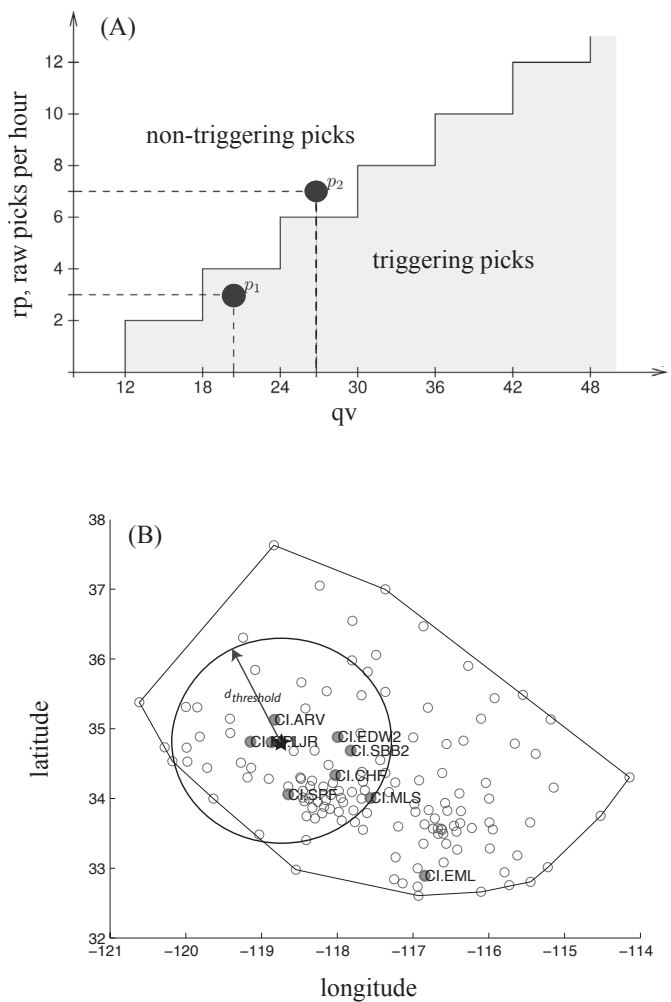 (A)
12
10
8
6
4
2
rp, raw picks per hour
non-triggering picks
p2
triggering picks
p1
12 18 24 30 36 42 48
qv
(B)
38
37
36
35
34
33
32
latitude
dthreshold
CI.ARV
CI.EDW2
CI.SBB2
CI.CHF
CI.SPF
CI.MLS
CI.EML
−121 −120 −119 −118 −117 −116 −115 −114
longitude